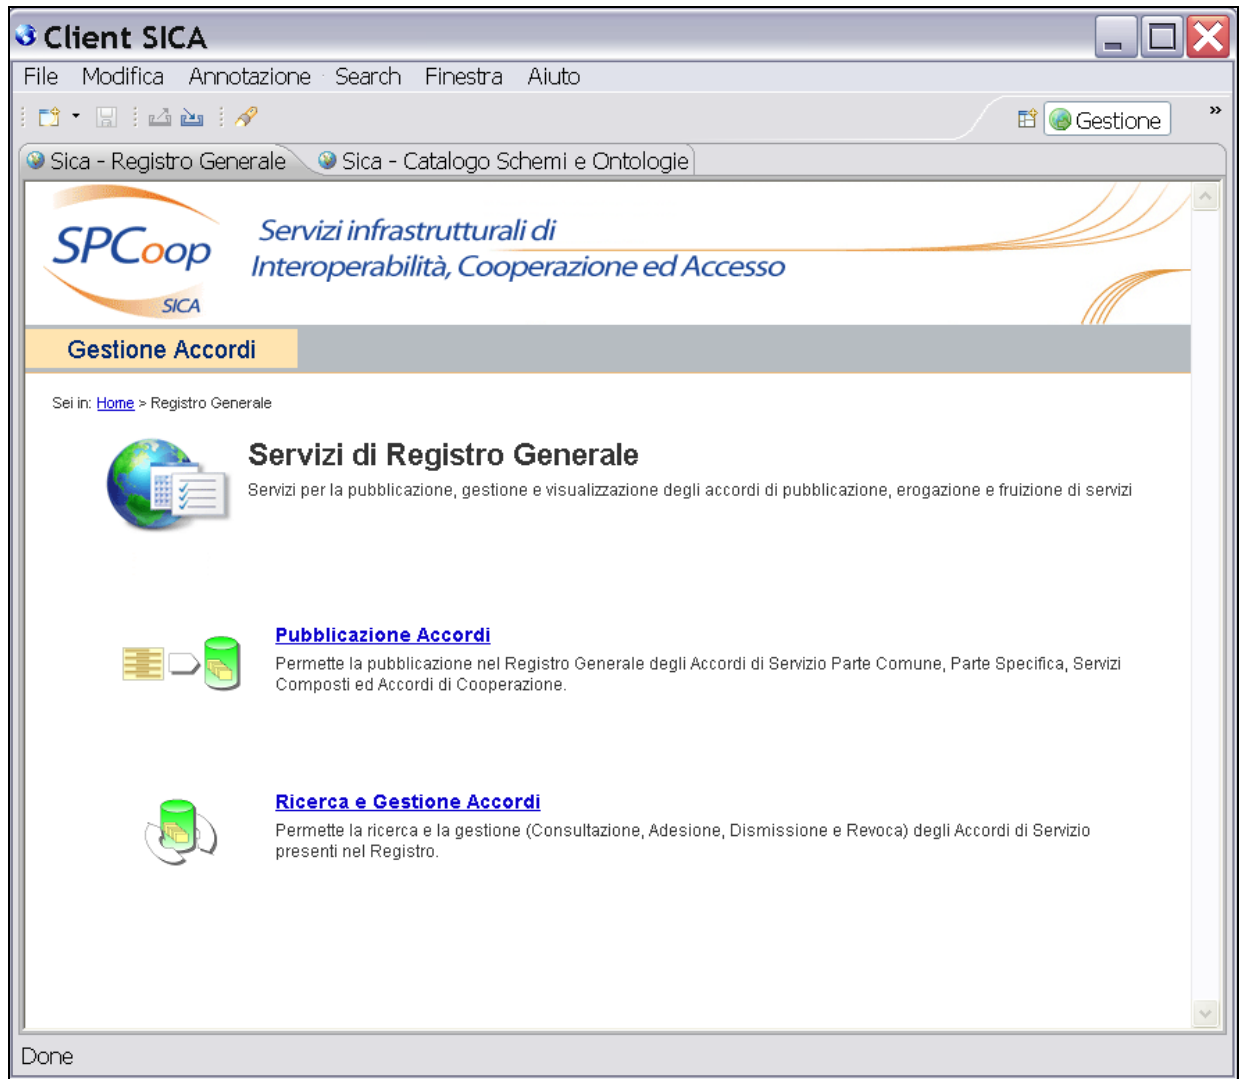 Client SICA
File Modifica Annotazione Search Finestra Aiuto
Gestione »
Sica - Registro Generale Sica - Catalogo Schemi e Ontologie
SPCoop
SICA
Servizi infrastrutturali di
Interoperabilità, Cooperazione ed Accesso
Gestione Accordi
Sei in: Home > Registro Generale
Servizi di Registro Generale
Servizi per la pubblicazione, gestione e visualizzazione degli accordi di pubblicazione, erogazione e fruizione di servizi
Pubblicazione Accordi
Permette la pubblicazione nel Registro Generale degli Accordi di Servizio Parte Comune, Parte Specifica, Servizi
Composti ed Accordi di Cooperazione.
Ricerca e Gestione Accordi
Permette la ricerca e la gestione (Consultazione, Adesione, Dismissione e Revoca) degli Accordi di Servizio
presenti nel Registro.
Done